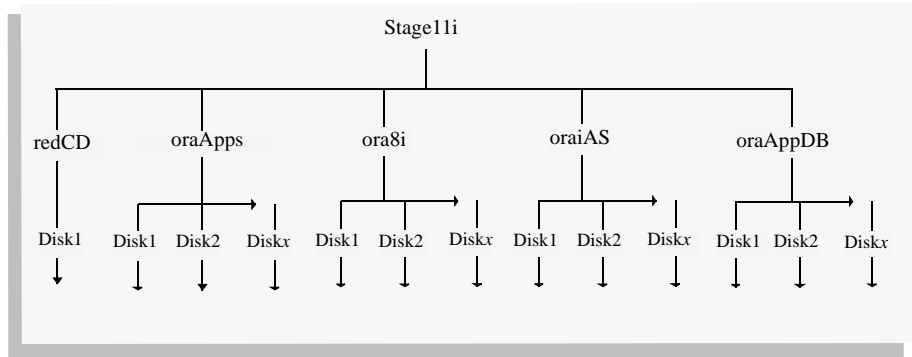 Stage11i
redCD oraApps ora8i oraiAS oraAppDB
Disk1 Disk1 Disk2 Diskx Disk1 Disk2 Diskx Disk1 Disk2 Diskx Disk1 Disk2 Diskx